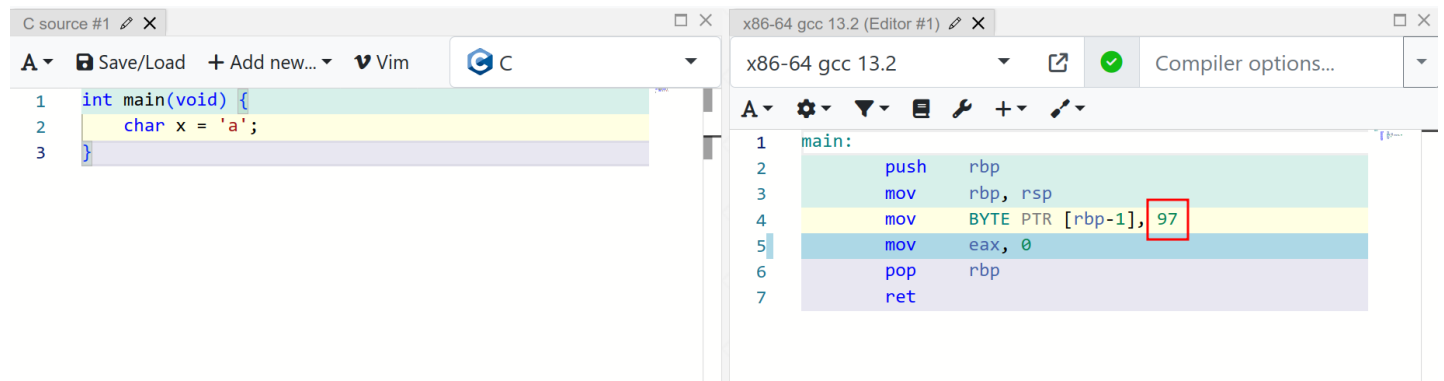 C source #1
A Save/Load + Add new... Vim C
1 int main(void) {
2 char x = 'a';
3 }
x86-64 gcc 13.2 (Editor #1)
x86-64 gcc 13.2 Compiler options...
A
1 main:
2 push rbp
3 mov rbp, rsp
4 mov BYTE PTR [rbp-1], 97
5 mov eax, 0
6 pop rbp
7 ret